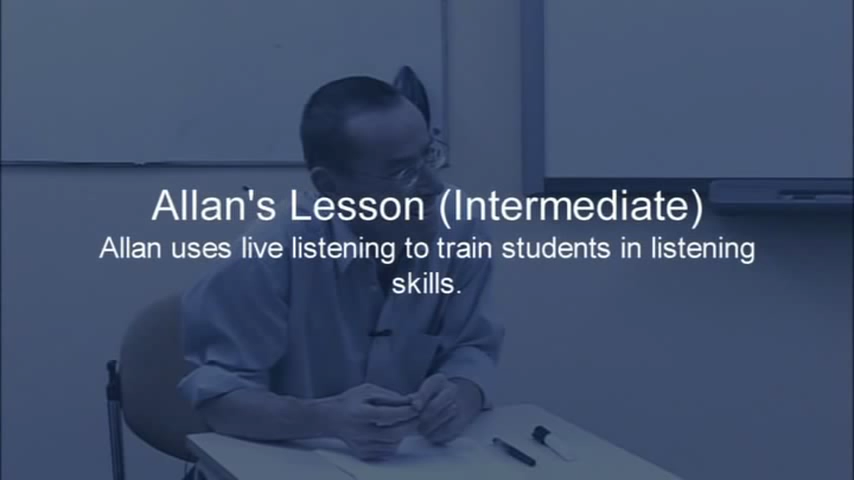 Allan's Lesson (Intermediate)
Allan uses live listening to train students in listening
skills.